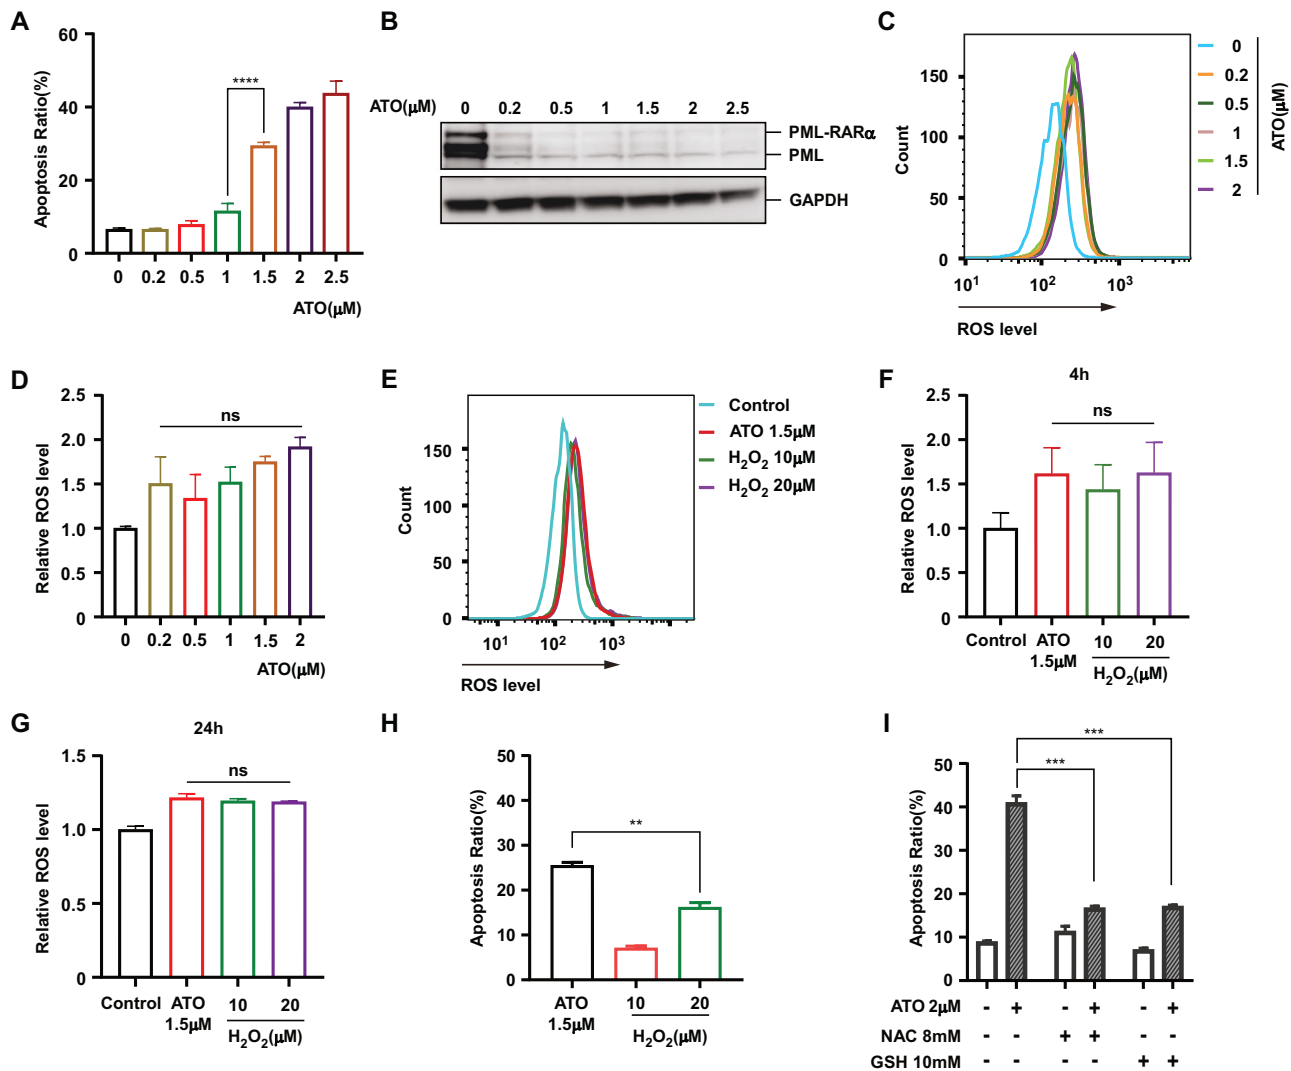 A
60
40
20
0
Apoptosis Ratio(%)
****
0 0.2 0.5 1 1.5 2 2.5
ATO(μM)
B
ATO(μM) 0 0.2 0.5 1 1.5 2 2.5
PML-RARα
PML
GAPDH
C
150
100
50
0
Count
10¹ 10² 10³
ROS level
0
0.2
0.5
1
1.5
2
ATO(μM)
D
2.5
2.0
1.5
1.0
0.5
0
Relative ROS level
ns
0 0.2 0.5 1 1.5 2
ATO(μM)
E
150
100
50
0
Count
10¹ 10² 10³
ROS level
Control
ATO 1.5μM
H₂O₂ 10μM
H₂O₂ 20μM
F
4h
2.5
2.0
1.5
1.0
0.5
0.0
Relative ROS level
ns
Control ATO 10 20
1.5μM H₂O₂(μM)
G
24h
1.5
1.0
0.5
0
Relative ROS level
ns
Control ATO 10 20
1.5μM H₂O₂(μM)
H
50
40
30
20
10
0
Apoptosis Ratio(%)
**
ATO 10 20
1.5μM H₂O₂(μM)
I
50
40
30
20
10
0
Apoptosis Ratio(%)
***
***
ATO 2μM - + - + - +
NAC 8mM - - + + - -
GSH 10mM - - - - + +